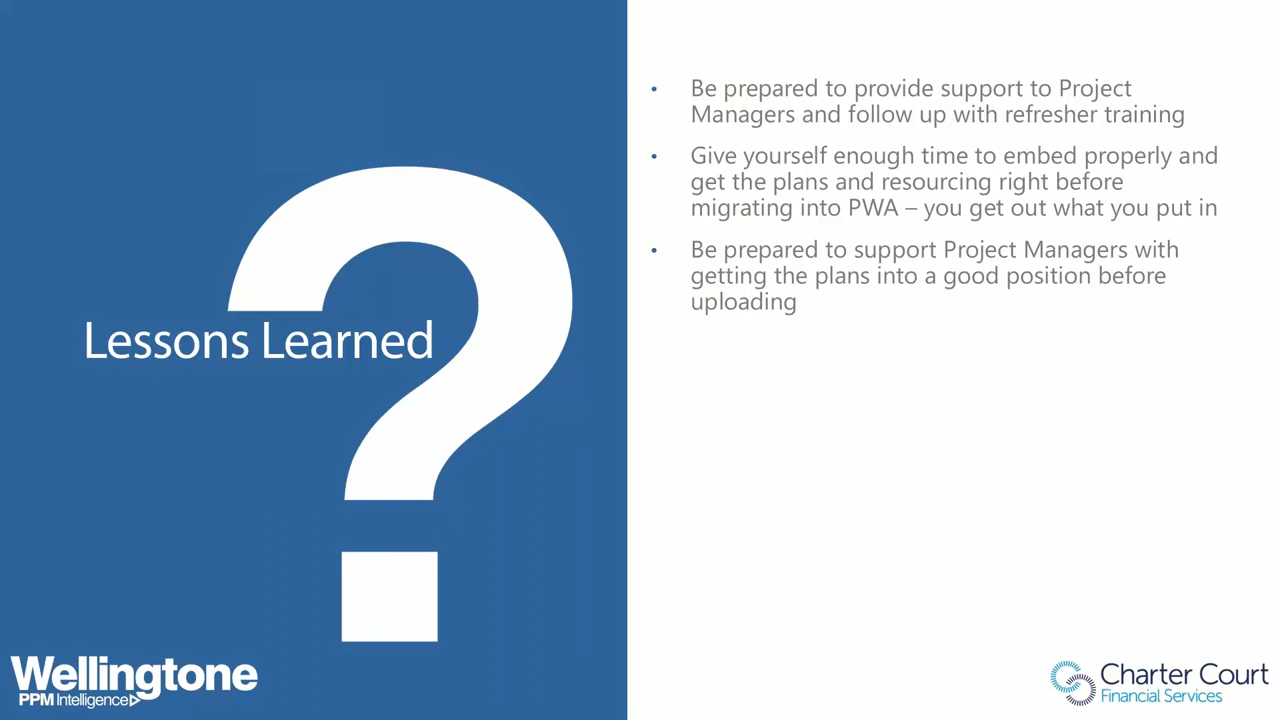 Lessons Learned
Wellingtone
PPM Intelligence
• Be prepared to provide support to Project
Managers and follow up with refresher training
• Give yourself enough time to embed properly and
get the plans and resourcing right before
migrating into PWA – you get out what you put in
• Be prepared to support Project Managers with
getting the plans into a good position before
uploading
Charter Court
Financial Services
?